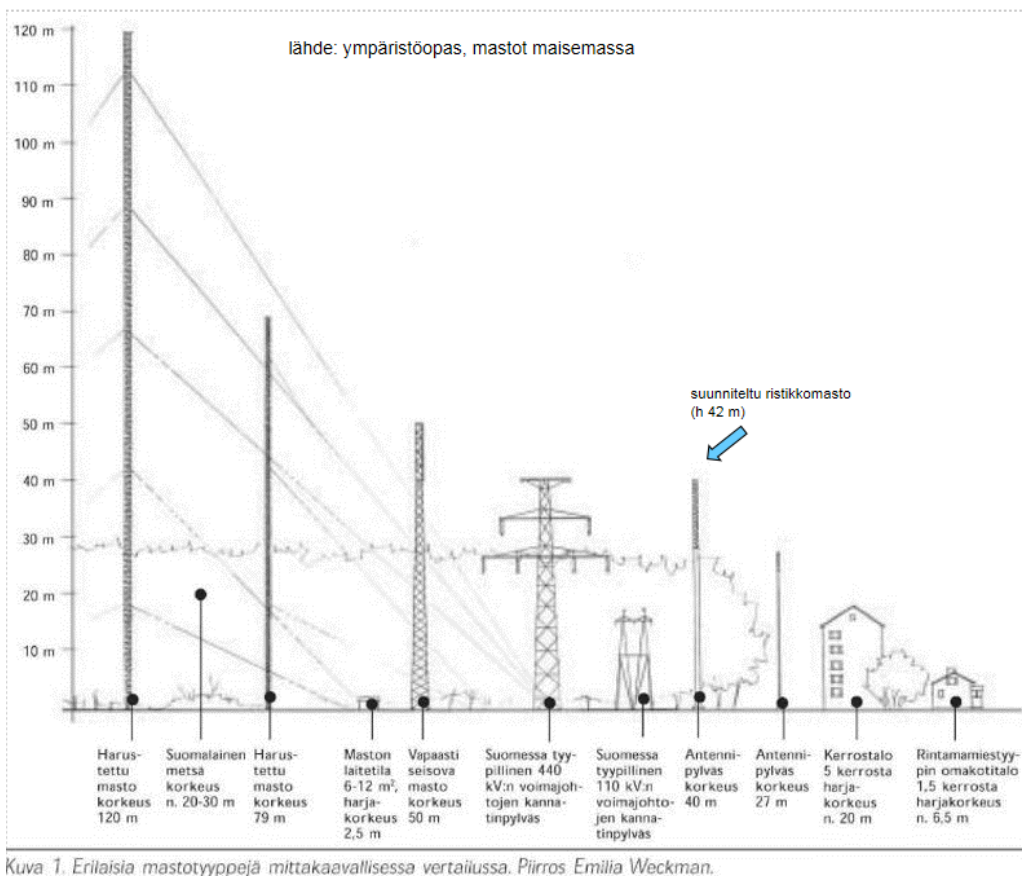 lähde: ympäristöopas, mastot maisemassa
120 m
110 m
100 m
90 m
80 m
70 m
60 m
50 m
40 m
30 m
20 m
10 m
suunniteltu ristikkomasto
(h 42 m)
Harus-
tettu
masto
korkeus
120 m
Suomalainen
metsä
korkeus
n. 20-30 m
Harus-
tettu
masto
korkeus
79 m
Maston
laitetila
6-12 m²,
harja-
korkeus
2,5 m
Vapaasti
seisova
masto
korkeus
50 m
Suomessa tyy-
pillinen 440
kV:n voimajoh-
tojen kanna-
tinpylväs
Suomessa
tyypillinen
110 kV:n
voimajohto-
jen kanna-
tinpylväs
Antenni-
pylväs
korkeus
40 m
Antenni-
pylväs
korkeus
27 m
Kerrostalo
5 kerrosta
harja-
korkeus
n. 20 m
Rintamamiestyy-
pin omakotitalo
1,5 kerrosta
harjakorkeus
n. 6,5 m
Kuva 1. Erilaisia mastotyyppejä mittakaavallisessa vertailussa. Piirros Emilia Weckman.